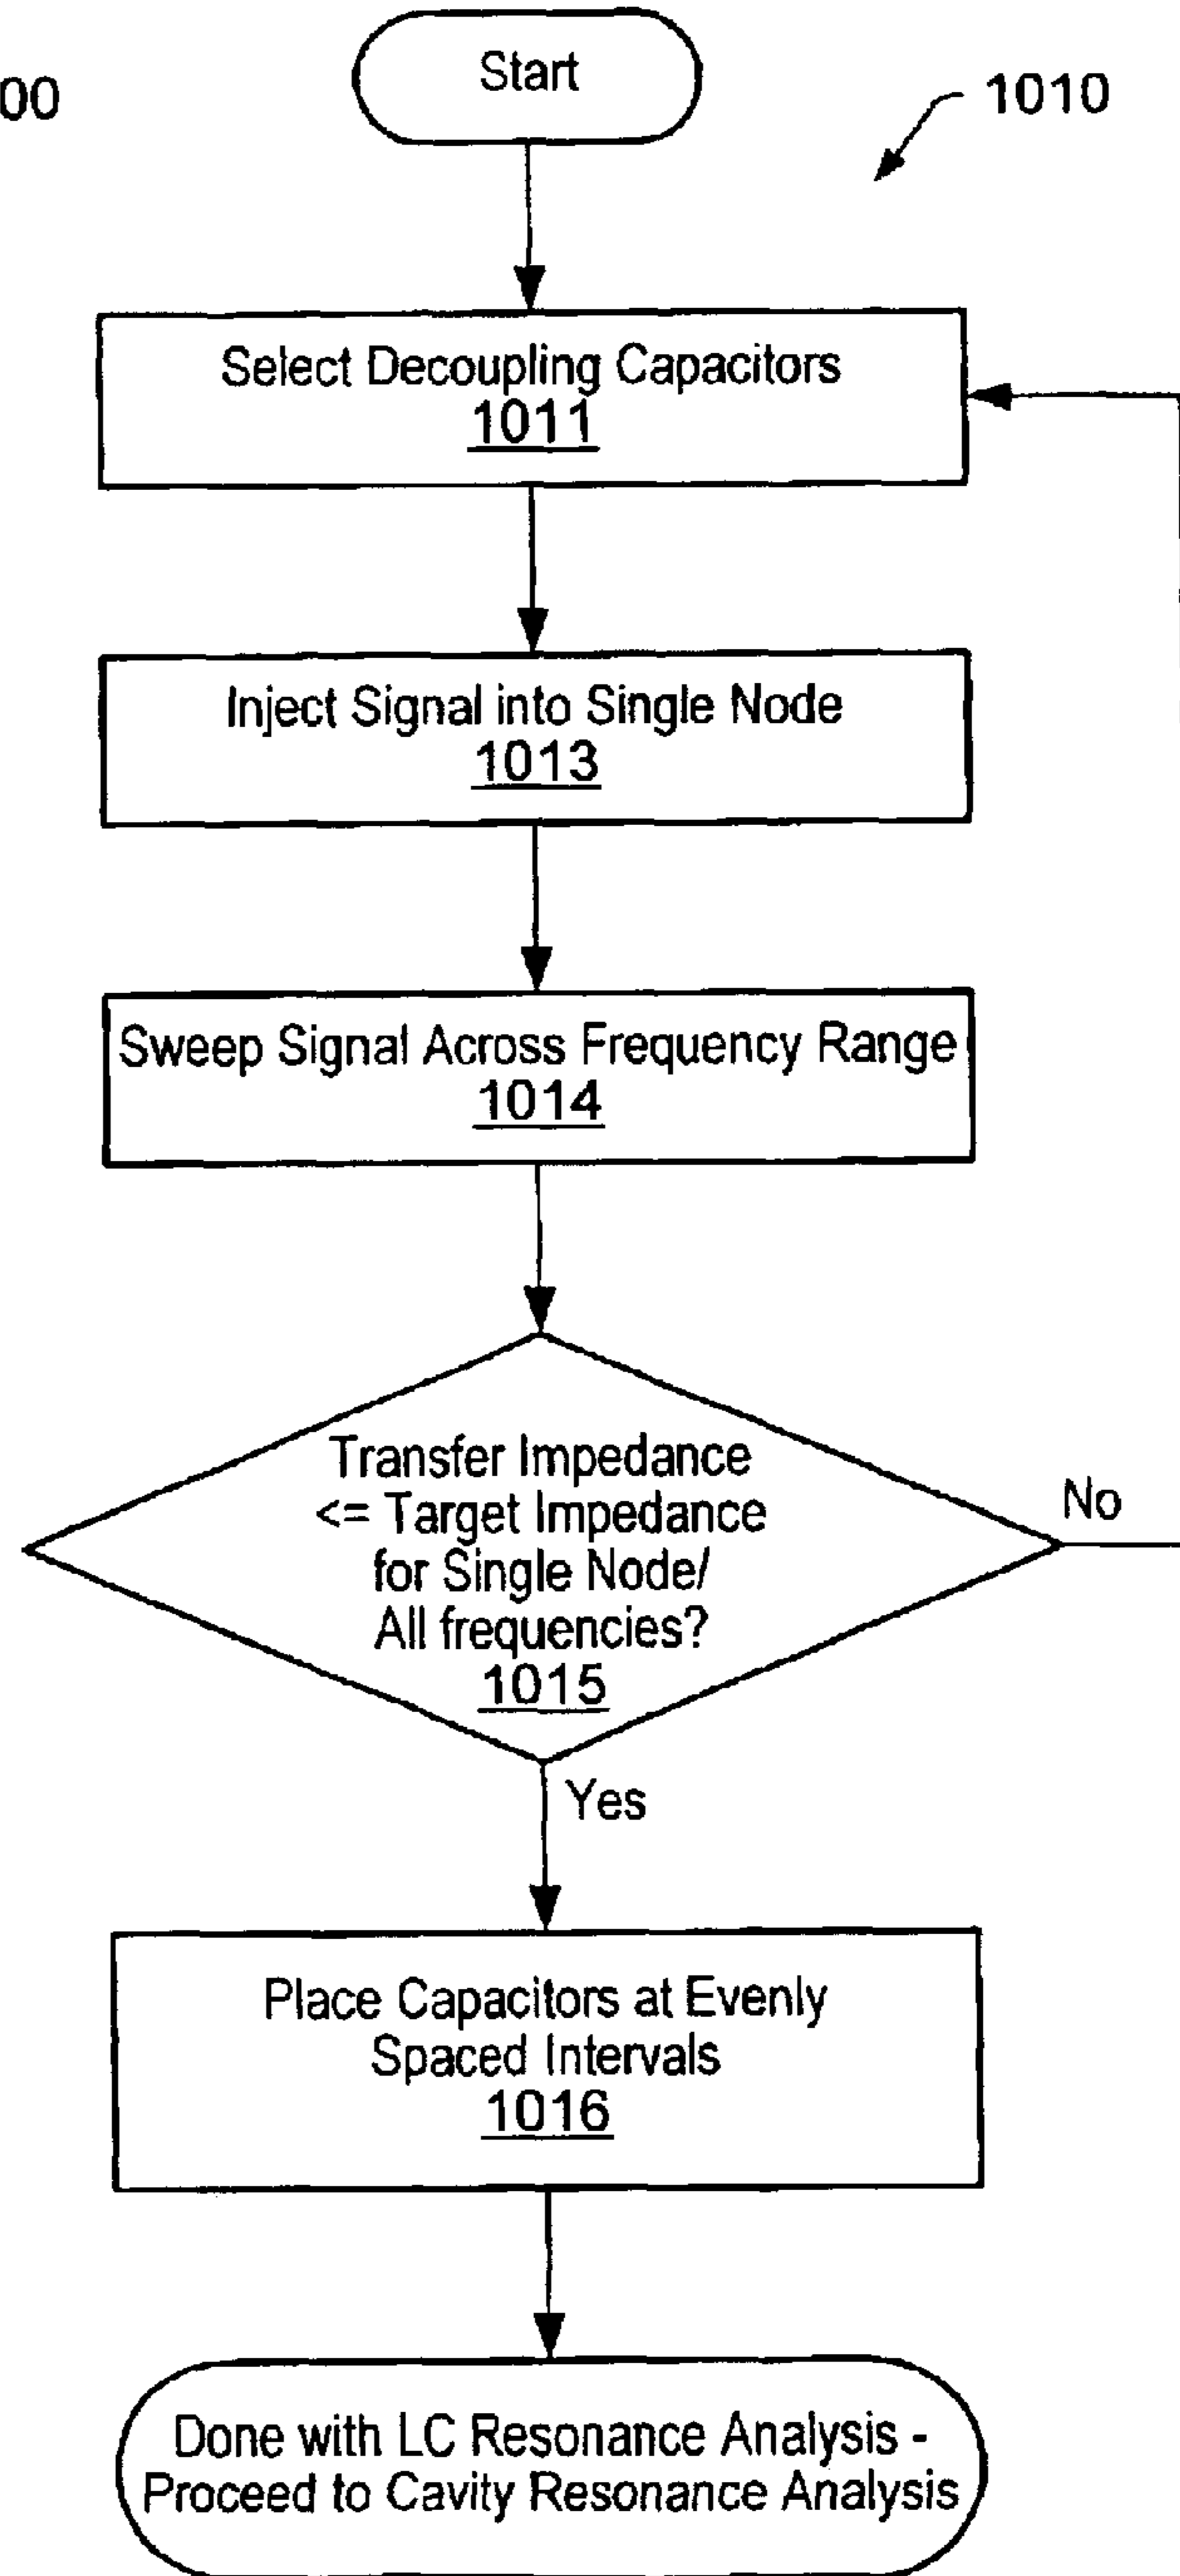 00
Start
1010
Select Decoupling Capacitors
1011
Inject Signal into Single Node
1013
Sweep Signal Across Frequency Range
1014
Transfer Impedance
<= Target Impedance
for Single Node/
All frequencies?
1015
No
Yes
Place Capacitors at Evenly
Spaced Intervals
1016
Done with LC Resonance Analysis -
Proceed to Cavity Resonance Analysis